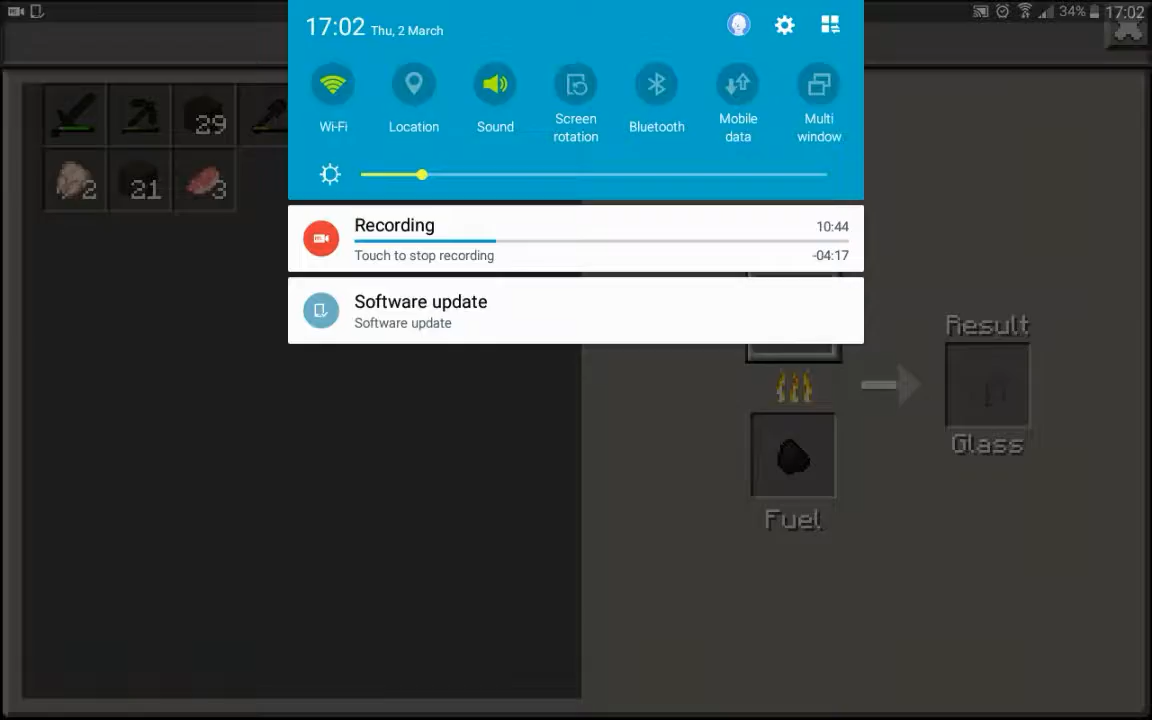 34% 17:02
17:02 Thu, 2 March
Wi-Fi
Location
Sound
Screen
rotation
Bluetooth
Mobile
data
Multi
window
Recording 10:44
Touch to stop recording -04:17
Software update
Software update
29
2 21 3
Result
Glass
Fuel